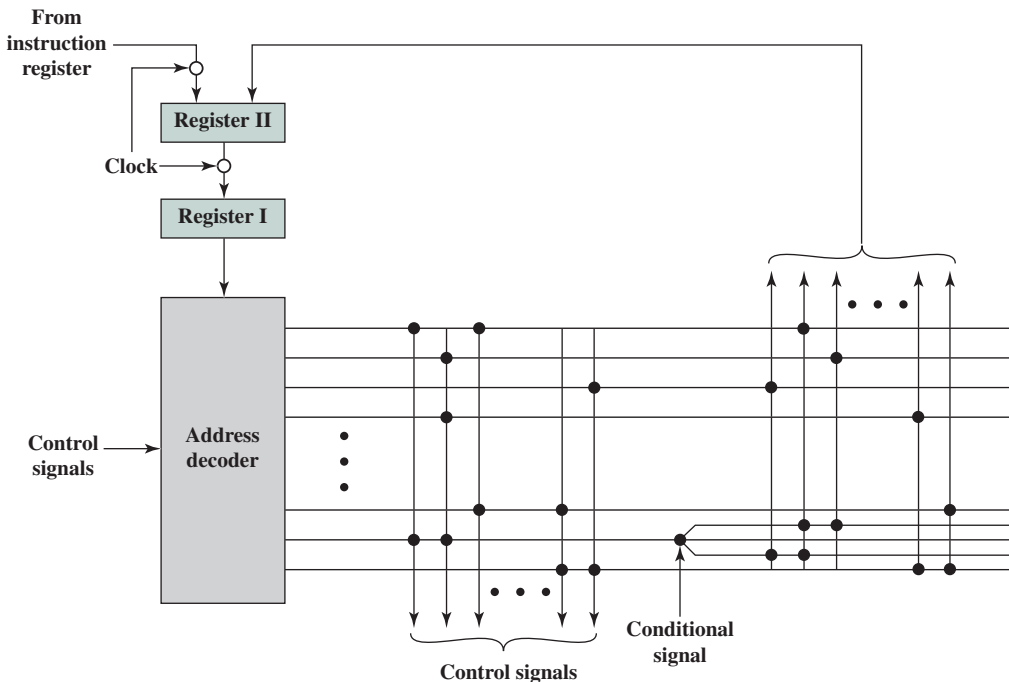 From
instruction
register
Register II
Clock
Register I
Control
signals
Address
decoder
Conditional
signal
Control signals